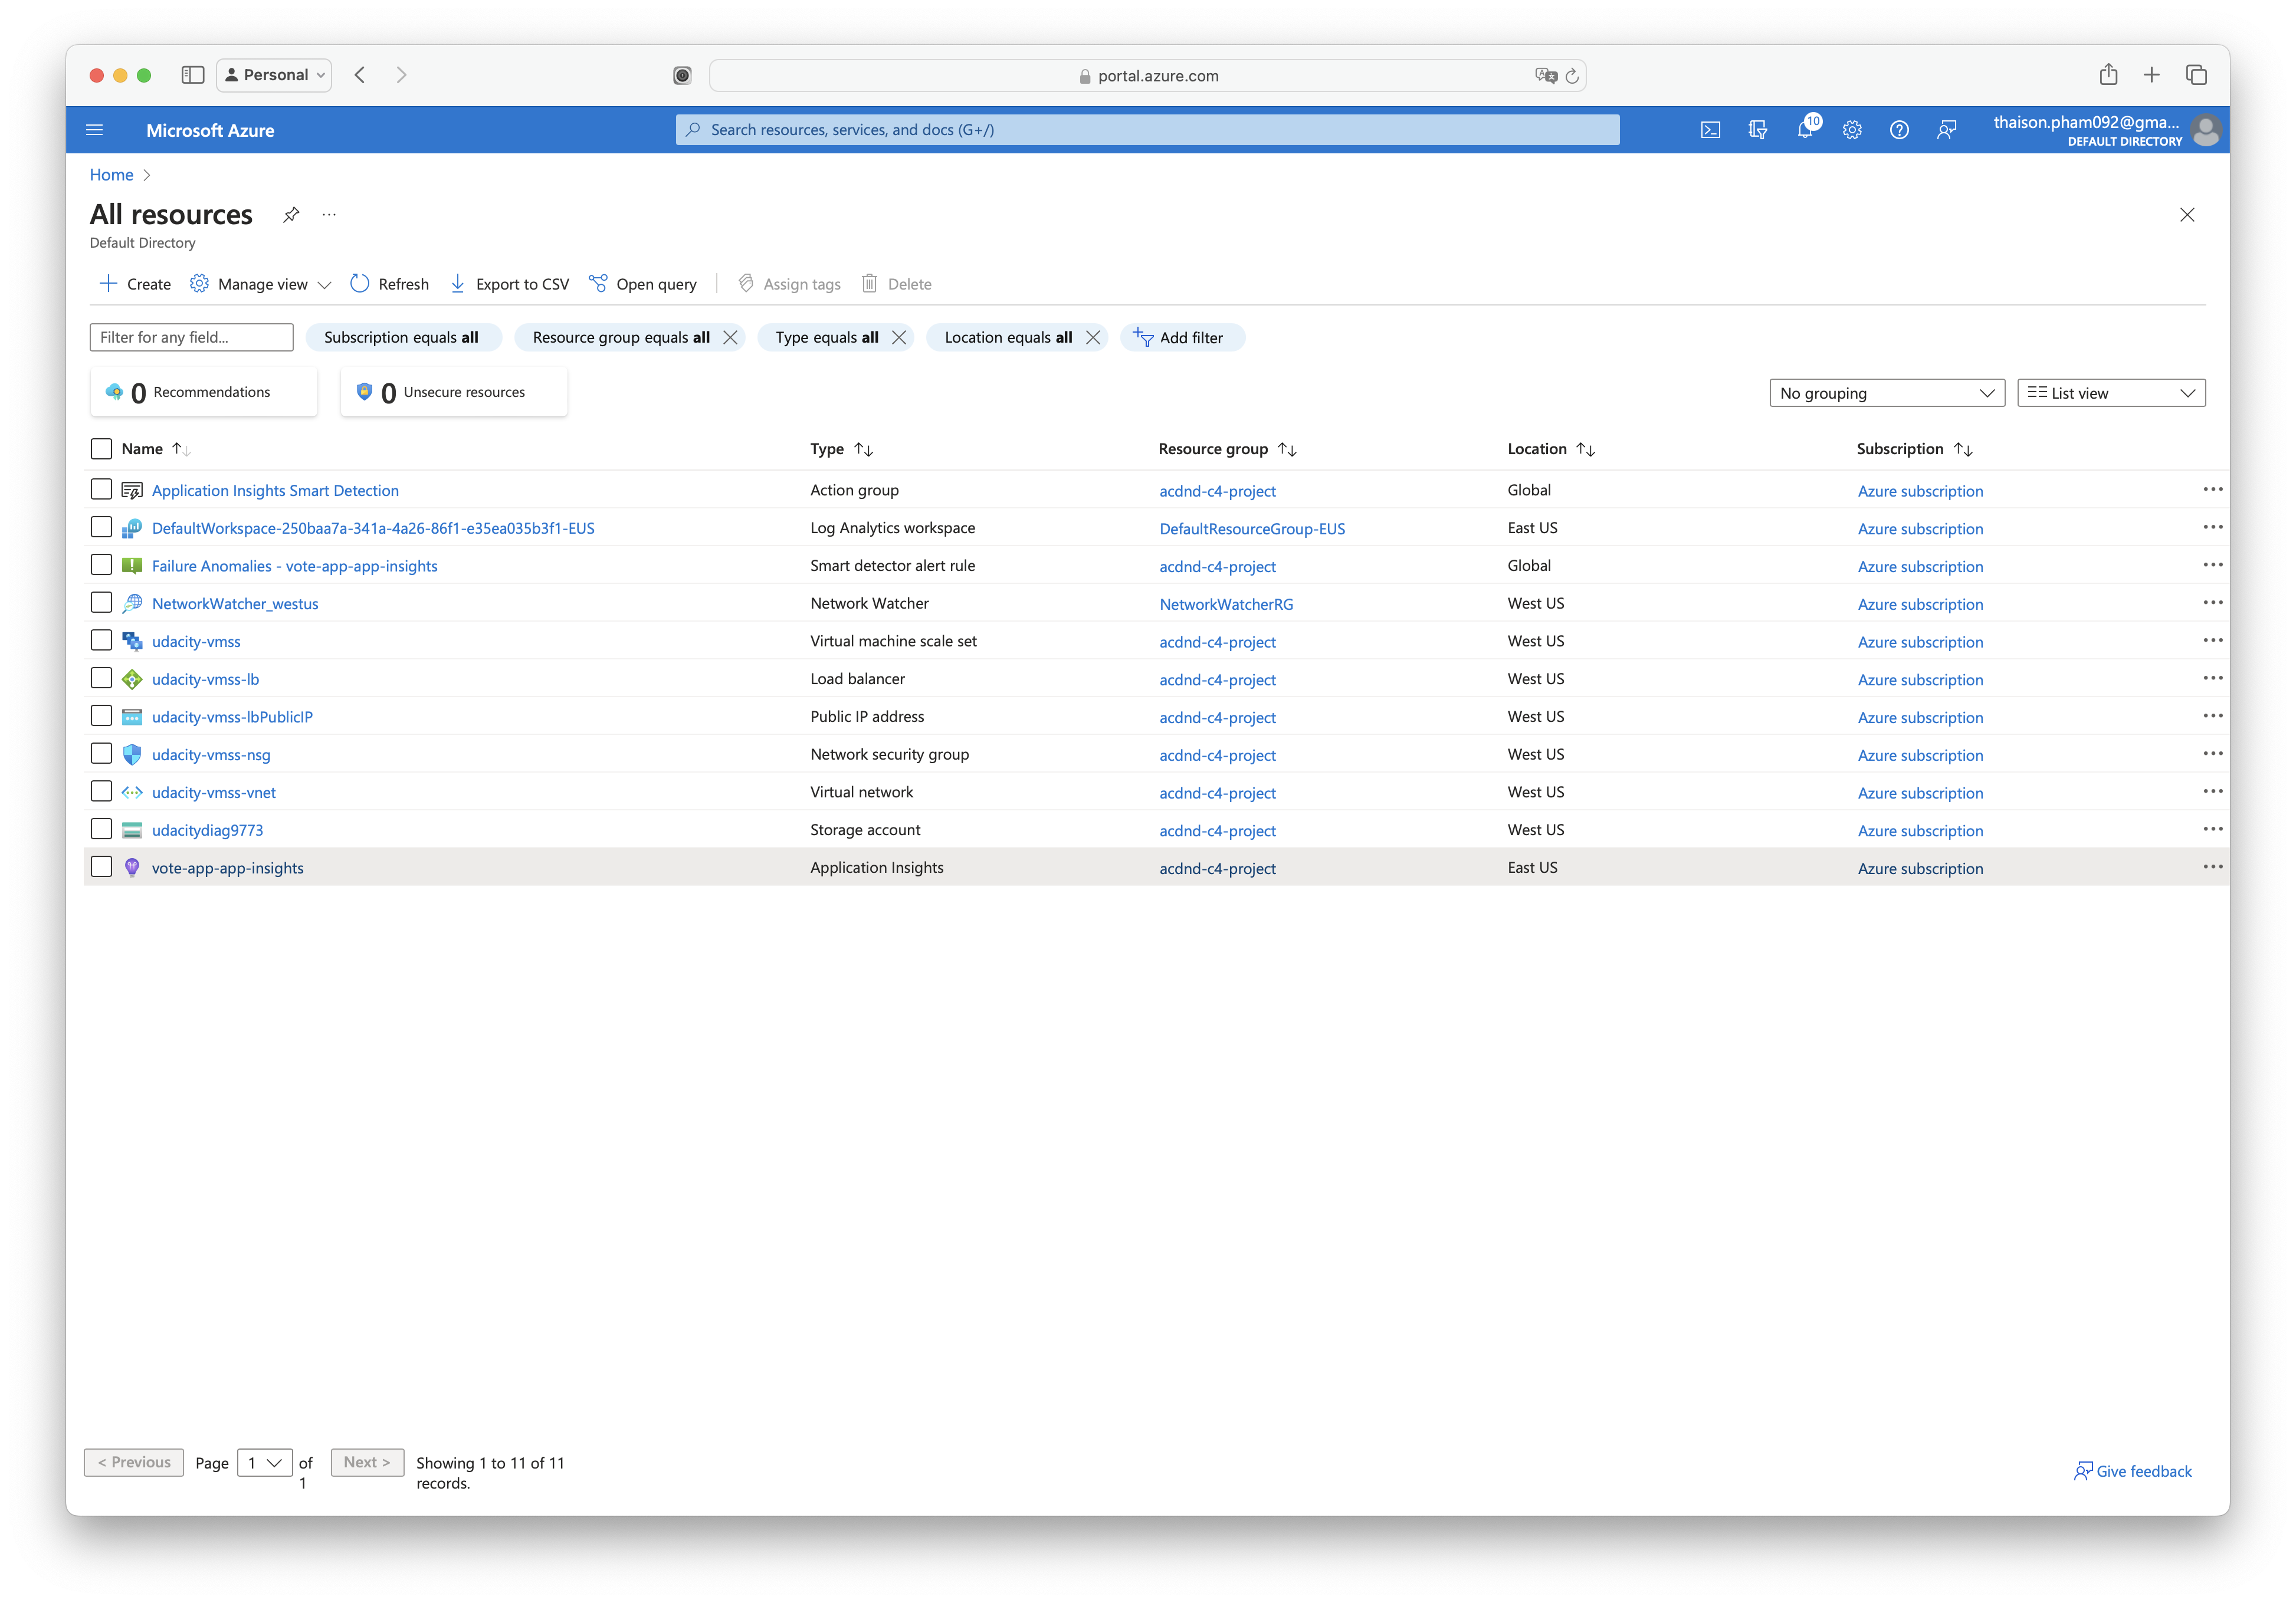 Personal
portal.azure.com
Microsoft Azure
Search resources, services, and docs (G+/)
10
thaison.pham092@gma...
DEFAULT DIRECTORY
Home
All resources
Default Directory
Create Manage view Refresh Export to CSV Open query Assign tags Delete
Filter for any field... Subscription equals all Resource group equals all Type equals all Location equals all Add filter
0 Recommendations 0 Unsecure resources No grouping List view
Name Type Resource group Location Subscription
Application Insights Smart Detection Action group acdnd-c4-project Global Azure subscription
DefaultWorkspace-250baa7a-341a-4a26-86f1-e35ea035b3f1-EUS Log Analytics workspace DefaultResourceGroup-EUS East US Azure subscription
Failure Anomalies - vote-app-app-insights Smart detector alert rule acdnd-c4-project Global Azure subscription
NetworkWatcher_westus Network Watcher NetworkWatcherRG West US Azure subscription
udacity-vmss Virtual machine scale set acdnd-c4-project West US Azure subscription
udacity-vmss-lb Load balancer acdnd-c4-project West US Azure subscription
udacity-vmss-lbPublicIP Public IP address acdnd-c4-project West US Azure subscription
udacity-vmss-nsg Network security group acdnd-c4-project West US Azure subscription
udacity-vmss-vnet Virtual network acdnd-c4-project West US Azure subscription
udacitydiag9773 Storage account acdnd-c4-project West US Azure subscription
vote-app-app-insights Application Insights acdnd-c4-project East US Azure subscription
< Previous Page 1 of 1 Next > Showing 1 to 11 of 11 records.
Give feedback